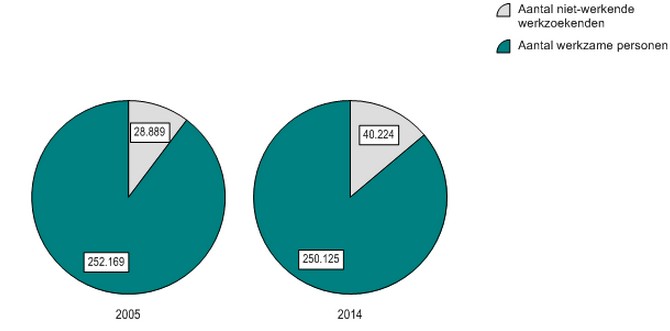 Aantal niet-werkende
werkzoekenden
Aantal werkzame personen
28.889
40.224
252.169
250.125
2005
2014